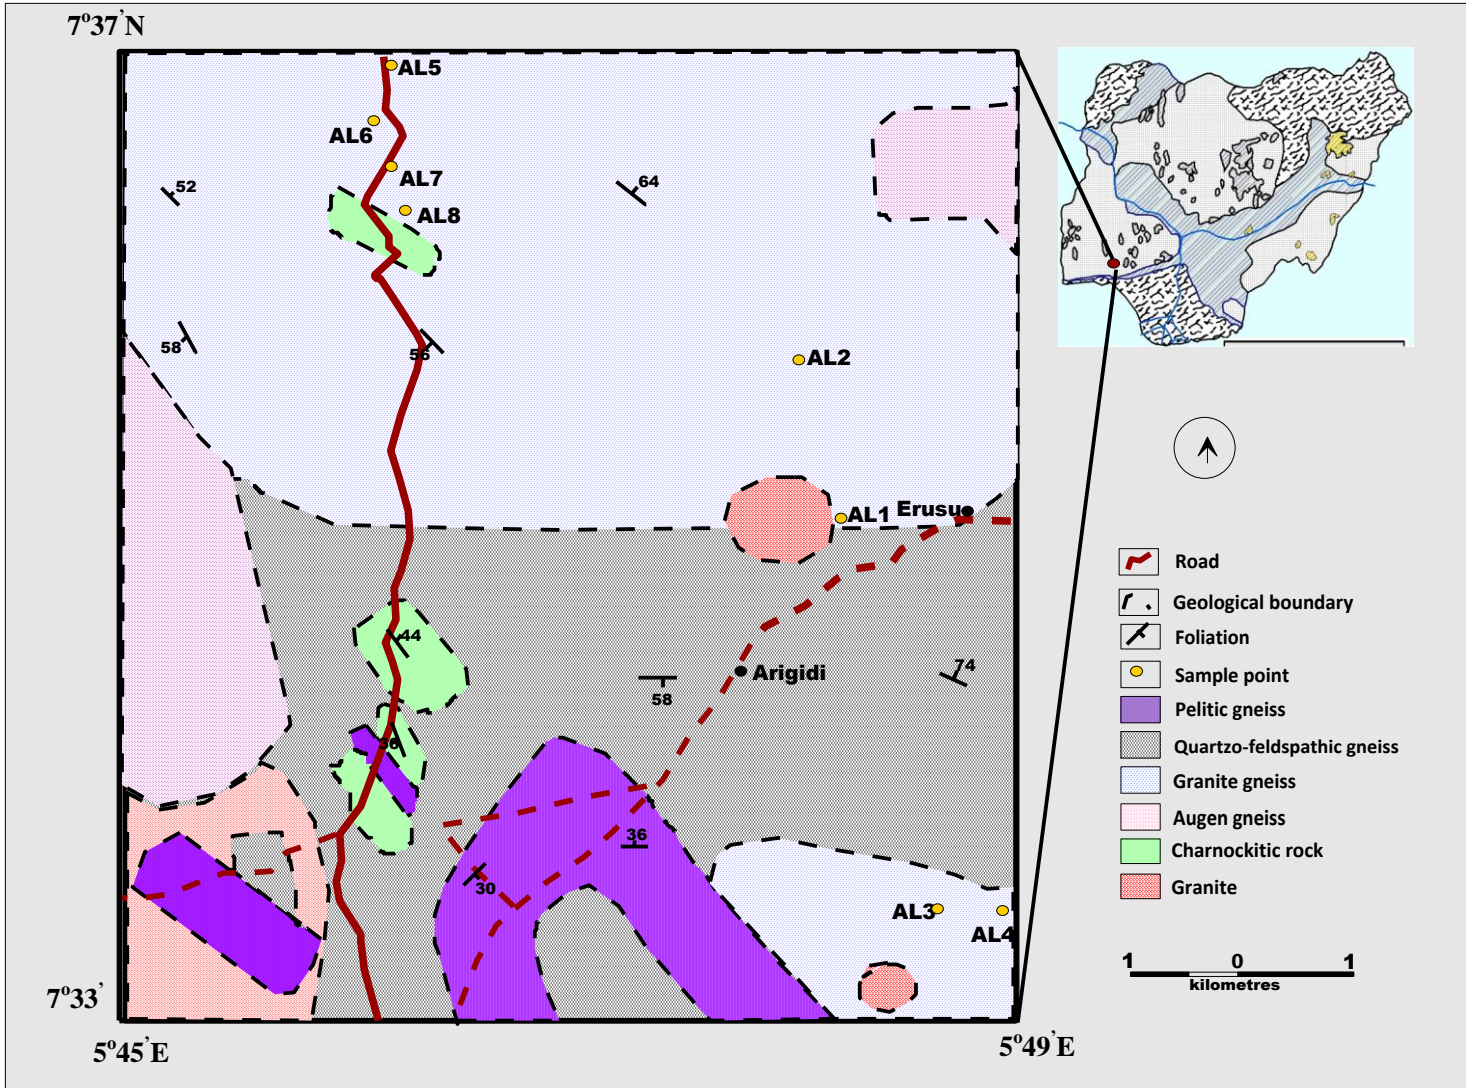 7°37'N
AL5
AL6
AL7
52
64
AL8
58
56
AL2
AL1
Erusu
44
Arigidi
74
58
36
36
30
AL3
AL4
7°33'
5°45'E
5°49'E
Road
Geological boundary
Foliation
Sample point
Pelitic gneiss
Quartzo-feldspathic gneiss
Granite gneiss
Augen gneiss
Charnockitic rock
Granite
1 0 1
kilometres